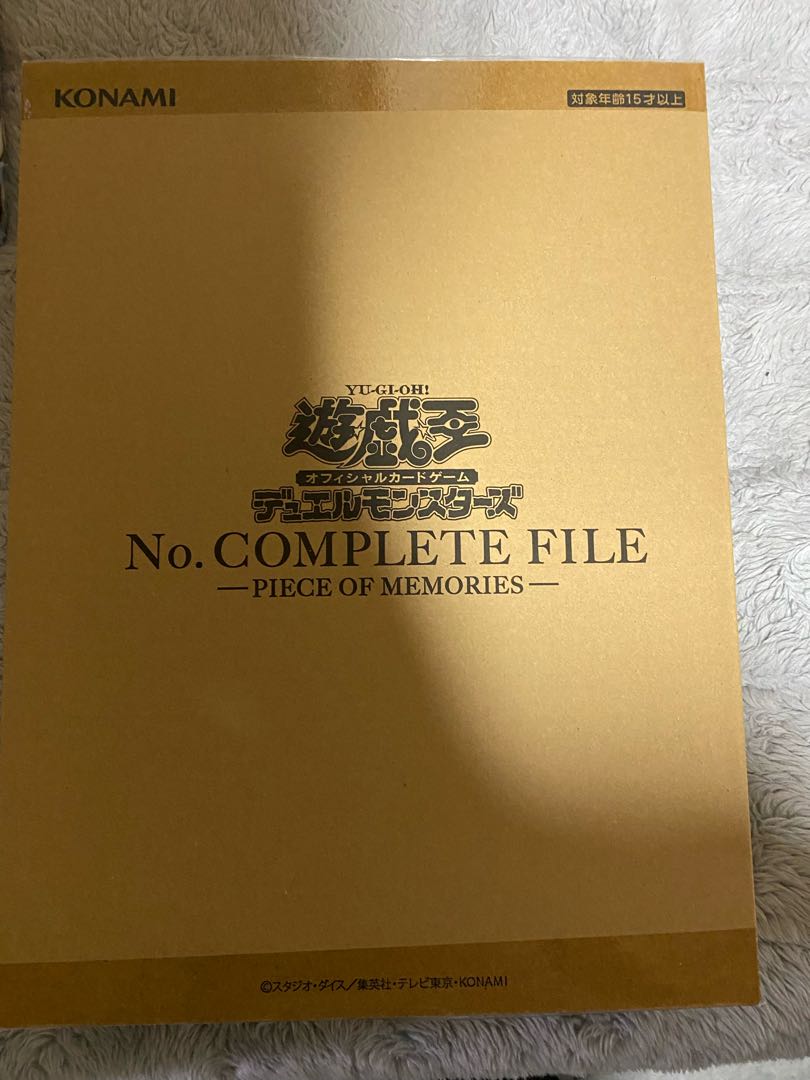 KONAMI
対象年齢15才以上
YU-GI-OH!
遊戯王
オフィシャルカードゲーム
デュエルモンスターズ
No. COMPLETE FILE
—PIECE OF MEMORIES—
©スタジオ・ダイス/集英社・テレビ東京・KONAMI